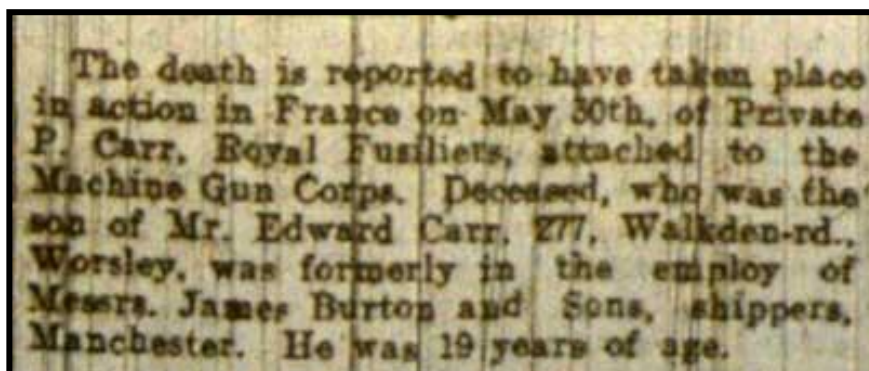 The death is reported to have taken place
in action in France on May 30th, of Private
P. Carr, Royal Fusiliers, attached to the
Machine Gun Corps. Deceased, who was the
son of Mr. Edward Carr, 277, Walkden-rd.,
Worsley, was formerly in the employ of
Messrs. James Burton and Sons, shippers,
Manchester. He was 19 years of age.